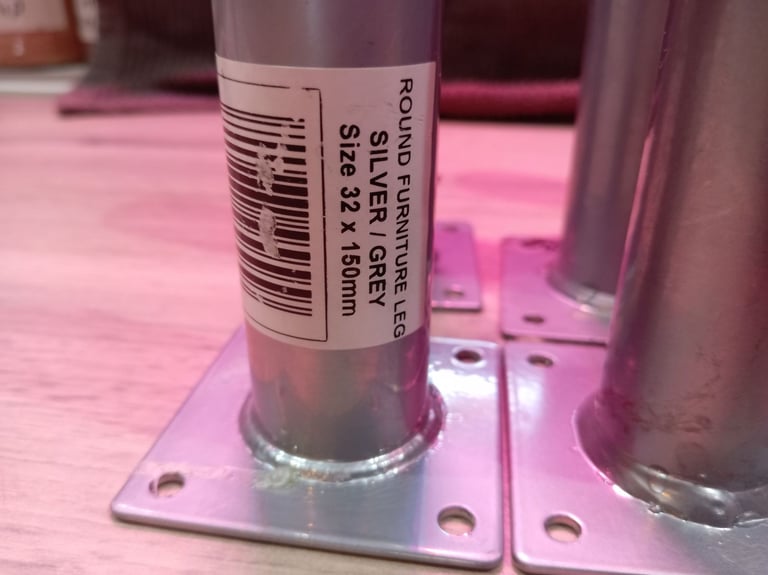 ROUND FURNITURE LEG
SILVER / GREY
Size 32 x 150mm